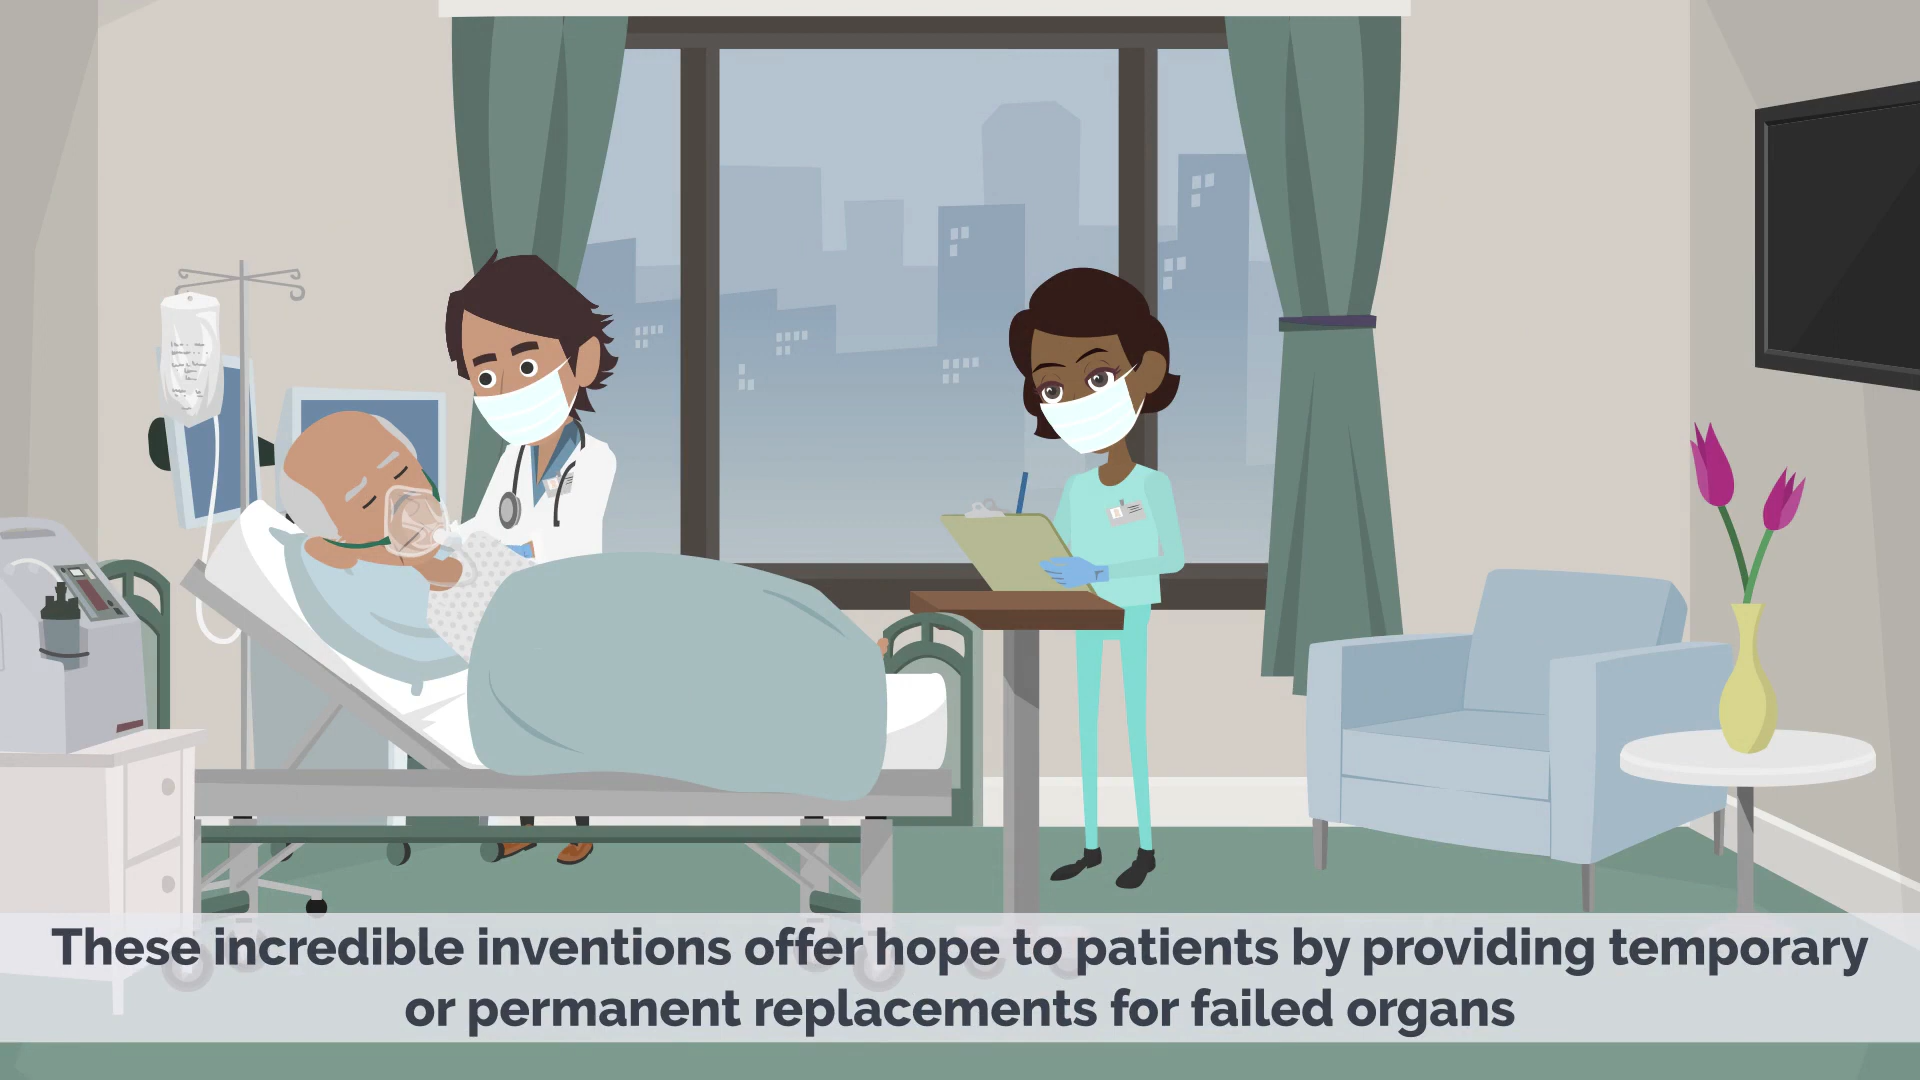 These incredible inventions offer hope to patients by providing temporary
or permanent replacements for failed organs